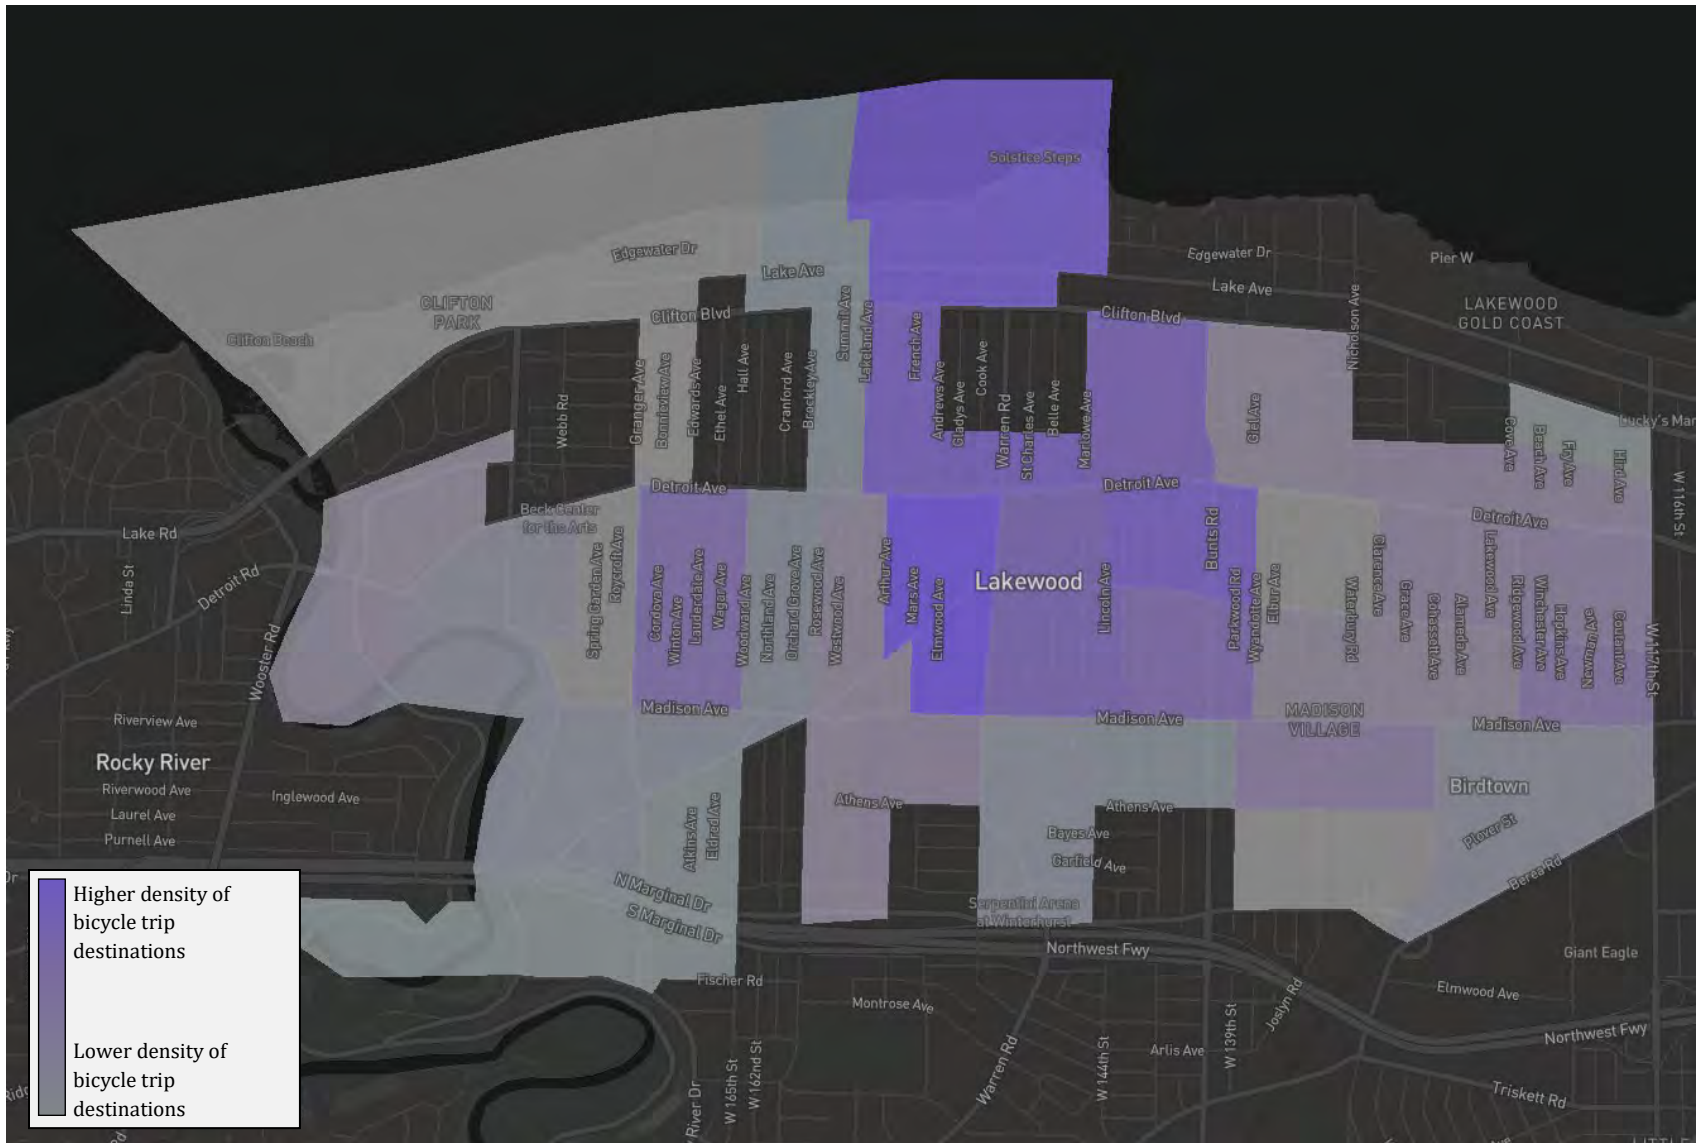 Solstice Steps
Edgewater Dr
Edgewater Dr
Pier W
Lake Ave
Lake Ave
CLIFTON
PARK
LAKEWOOD
GOLD COAST
Clifton Blvd
Clifton Blvd
Clifton Beach
Nicholson Ave
Summit Ave
Lakeland Ave
French Ave
Granger Ave
Bonnieview Ave
Edwards Ave
Ethel Ave
Hall Ave
Cranford Ave
Brockley Ave
Webb Rd
Andrews Ave
Gladys Ave
Cook Ave
Warren Rd
St Charles Ave
Belle Ave
Marlowe Ave
Giel Ave
Cove Ave
Beach Ave
Fry Ave
Hird Ave
Lucky's Mar
W 116th St
Detroit Ave
Detroit Ave
Detroit Ave
Beck Center
for the Arts
Lake Rd
Detroit Rd
Linda St
Wooster Rd
Spring Garden Ave
Roycroft Ave
Cordova Ave
Winton Ave
Lauderdale Ave
Wagar Ave
Woodward Ave
Northland Ave
Orchard Grove Ave
Rosewood Ave
Westwood Ave
Arthur Ave
Mars Ave
Elmwood Ave
Lakewood
Lincoln Ave
Bunts Rd
Parkwood Rd
Wyandotte Ave
Elbur Ave
Waterbury Rd
Clarence Ave
Grace Ave
Cohassett Ave
Alameda Ave
Lakewood Ave
Ridgewood Ave
Winchester Ave
Hopkins Ave
Newman Ave
Coutant Ave
W 117th St
Madison Ave
Madison Ave
Madison Ave
MADISON
VILLAGE
Riverview Ave
Rocky River
Riverwood Ave
Inglewood Ave
Laurel Ave
Purnell Ave
Birdtown
Athens Ave
Athens Ave
Atkins Ave
Eldred Ave
Bayes Ave
Garfield Ave
Plover St
Berea Rd
Dr
N Marginal Dr
S Marginal Dr
Serpentini Arena
at Winterhurst
Northwest Fwy
Giant Eagle
Fischer Rd
Montrose Ave
Elmwood Ave
Joslyn Rd
Northwest Fwy
W 165th St
W 162nd St
Warren Rd
W 144th St
W 139th St
Arlis Ave
Triskett Rd
River Dr
Higher density of
bicycle trip
destinations
Lower density of
bicycle trip
destinations